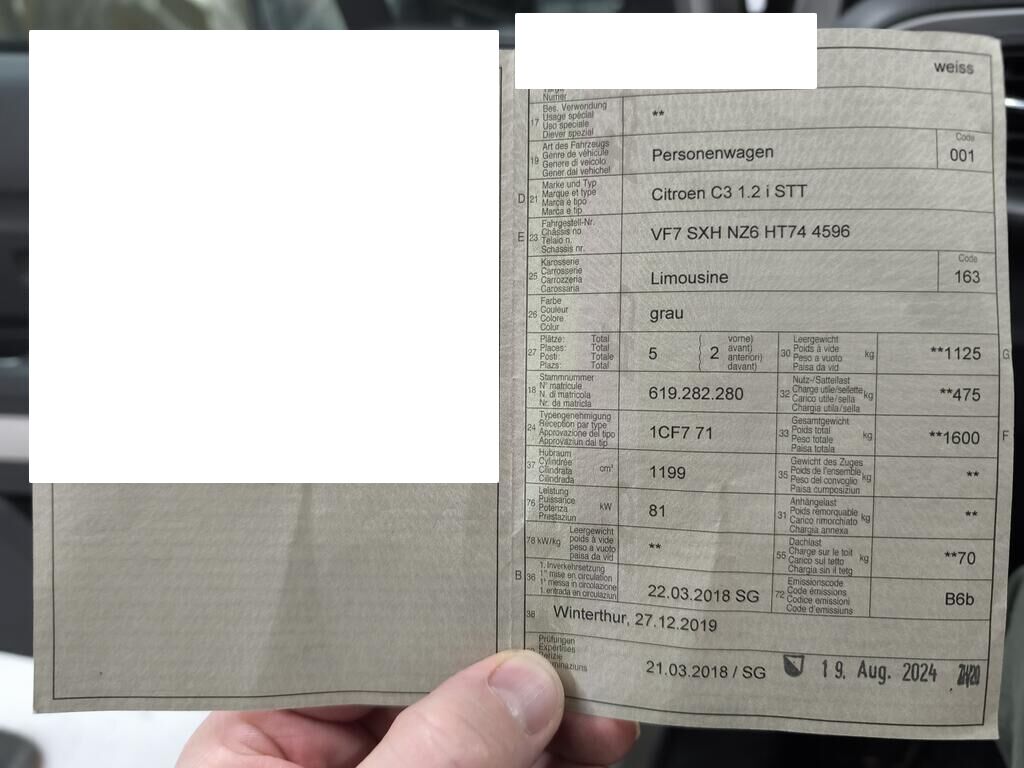 weiss
Numer
17 Bes. Verwendung
Usage spécial
Uso speciale
Diever spezial
**
19 Art des Fahrzeugs
Genre de véhicule
Genere di veicolo
Gener dal vehichel
Personenwagen
Code
001
D 21 Marke und Typ
Marque et type
Marca e tipo
Marca e tip
Citroen C3 1.2 i STT
E 23 Fahrgestell-Nr.
Châssis no
Telaio n.
Schassis nr.
VF7 SXH NZ6 HT74 4596
25 Karosserie
Carrosserie
Carrozzeria
Carossaria
Limousine
Code
163
26 Farbe
Couleur
Colore
Colur
grau
27 Plätze: Total
Places: Total
Posti: Totale
Plazs: Total
5
2 vorne)
avant)
anteriori)
davant)
30 Leergewicht
Poids à vide
Peso a vuoto
Paisa da vid
kg
**1125
G
18 Stammnummer
N° matricule
N. di matricola
Nr. da matricla
619.282.280
32 Nutz-/Sattellast
Charge utile/sellette
Carico utile/sella
Chargia utila/sella
kg
**475
24 Typengenehmigung
Réception par type
Approvazione del tipo
Approvaziun dal tip
1CF7 71
33 Gesamtgewicht
Poids total
Peso totale
Paisa totala
kg
**1600
F
37 Hubraum
Cylindrée
Cilindrata
Cilindrada
cm³
1199
35 Gewicht des Zuges
Poids de l'ensemble
Peso del convoglio
Paisa cumposiziun
kg
**
76 Leistung
Puissance
Potenza
Prestaziun
kW
81
31 Anhängelast
Poids remorquable
Carico rimorchiato
Chargia annexa
kg
**
78 kW/kg Leergewicht
poids à vide
peso a vuoto
paisa da vid
**
55 Dachlast
Charge sur le toit
Carico sul tetto
Chargia sin il tetg
kg
**70
B 36 1. Inverkehrsetzung
1re mise en circulation
1a messa in circolazione
1. entrada en circulaziun
22.03.2018 SG
72 Emissionscode
Code émissions
Codice emissioni
Code d'emissiuns
B6b
38 Winterthur, 27.12.2019
Prüfungen
Expertises
21.03.2018 / SG
19. Aug. 2024